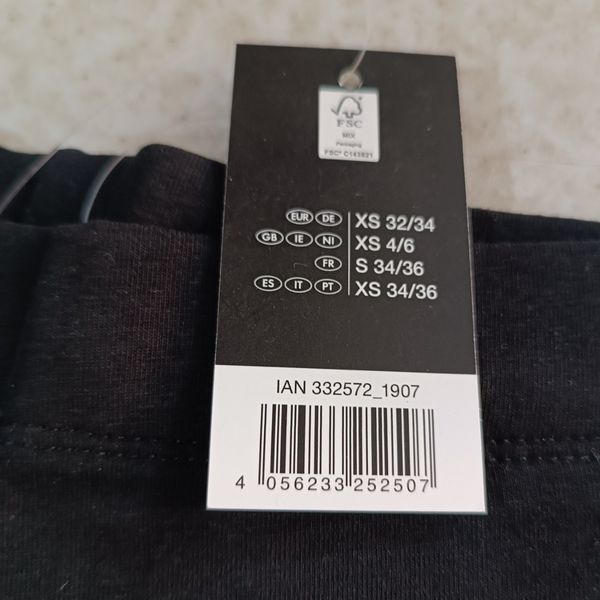 FSC
MIX
Packaging
FSC® C143521
EUR DE XS 32/34
GB IE NI XS 4/6
FR S 34/36
ES IT PT XS 34/36
IAN 332572_1907
4 056233 252507